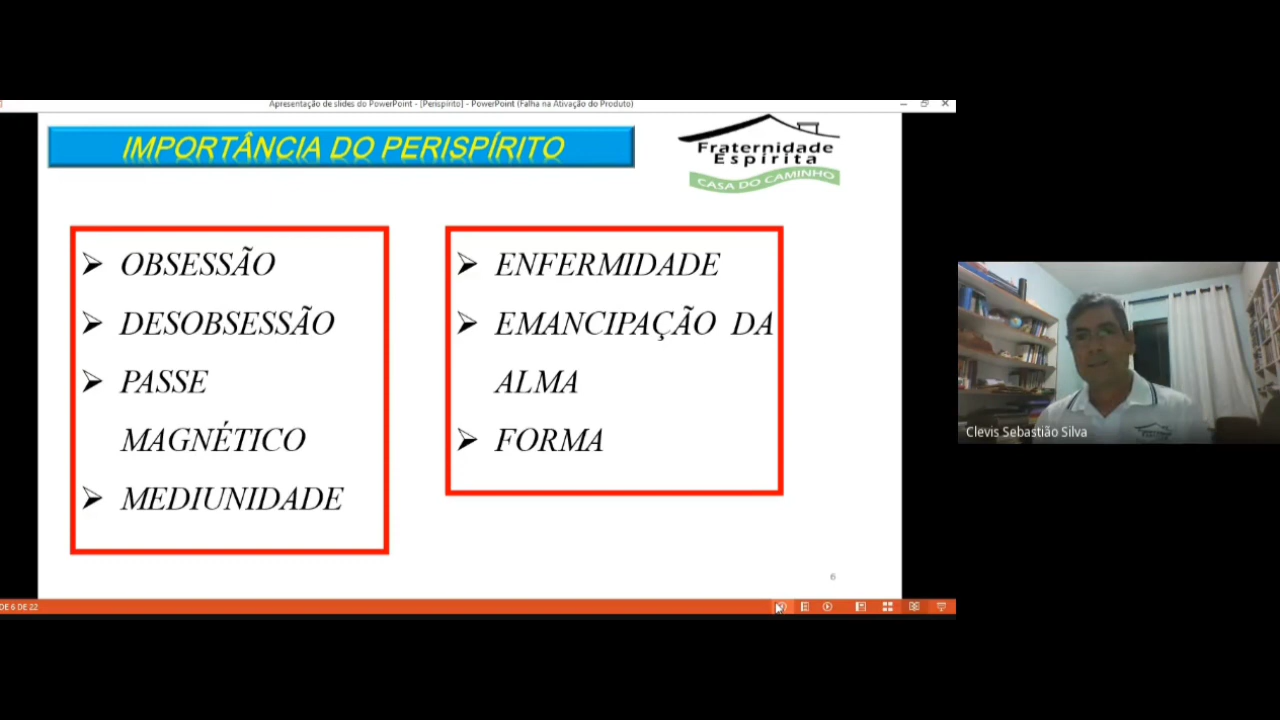 Apresentação de slides do PowerPoint - [Perispírito] - PowerPoint (Falha na Ativação do Produto)
IMPORTÂNCIA DO PERISPÍRITO
Fraternidade
Espírita
CASA DO CAMINHO
OBSESSÃO
DESOBSESSÃO
PASSE
MAGNÉTICO
MEDIUNIDADE
ENFERMIDADE
EMANCIPAÇÃO DA
ALMA
FORMA
6
DE 6 DE 22
Clevis Sebastião Silva